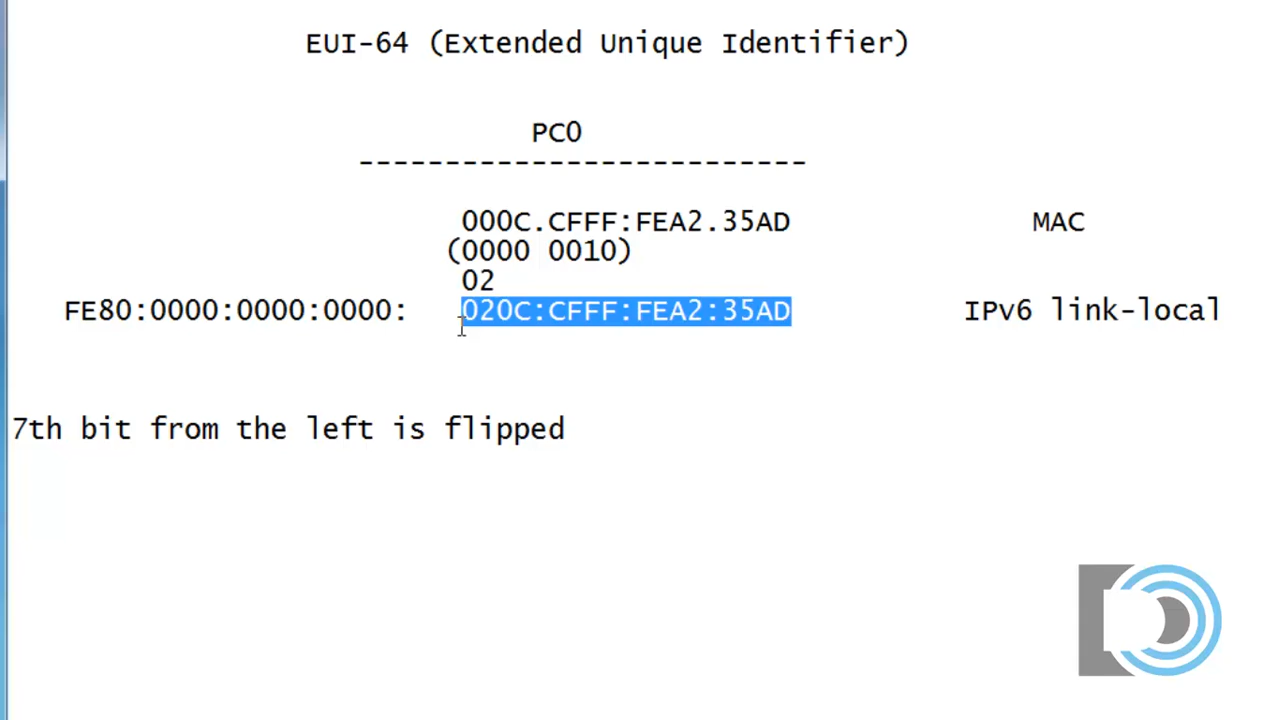 EUI-64 (Extended Unique Identifier)
PC0
--------------------------
000C.CFFF:FEA2.35AD MAC
(0000 0010)
02
FE80:0000:0000:0000: 020C:CFFF:FEA2:35AD IPv6 link-local
7th bit from the left is flipped